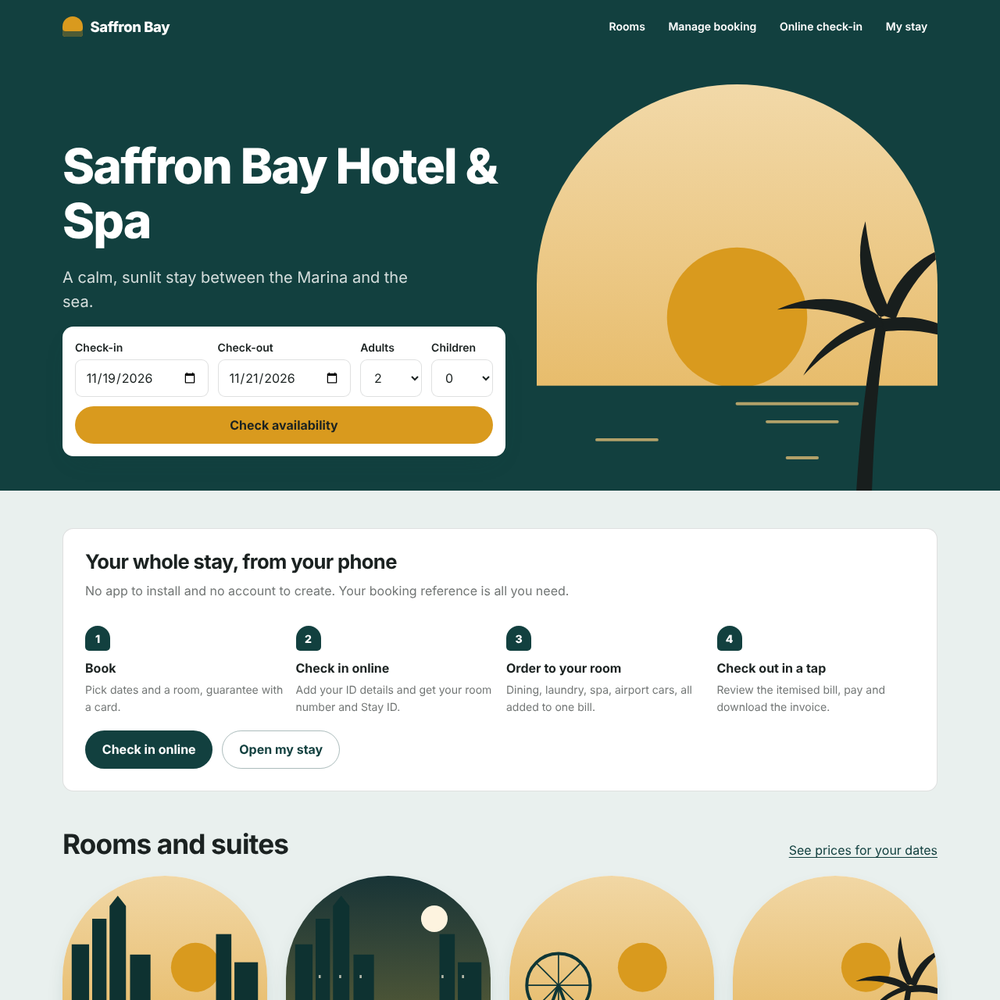 Saffron Bay
Rooms
Manage booking
Online check-in
My stay
Saffron Bay Hotel &
Spa
A calm, sunlit stay between the Marina and the
sea.
Check-in
Check-out
Adults
Children
11/19/2026
11/21/2026
2
0
Check availability
Your whole stay, from your phone
No app to install and no account to create. Your booking reference is all you need.
1
Book
Pick dates and a room, guarantee with
a card.
2
Check in online
Add your ID details and get your room
number and Stay ID.
3
Order to your room
Dining, laundry, spa, airport cars, all
added to one bill.
4
Check out in a tap
Review the itemised bill, pay and
download the invoice.
Check in online
Open my stay
Rooms and suites
See prices for your dates